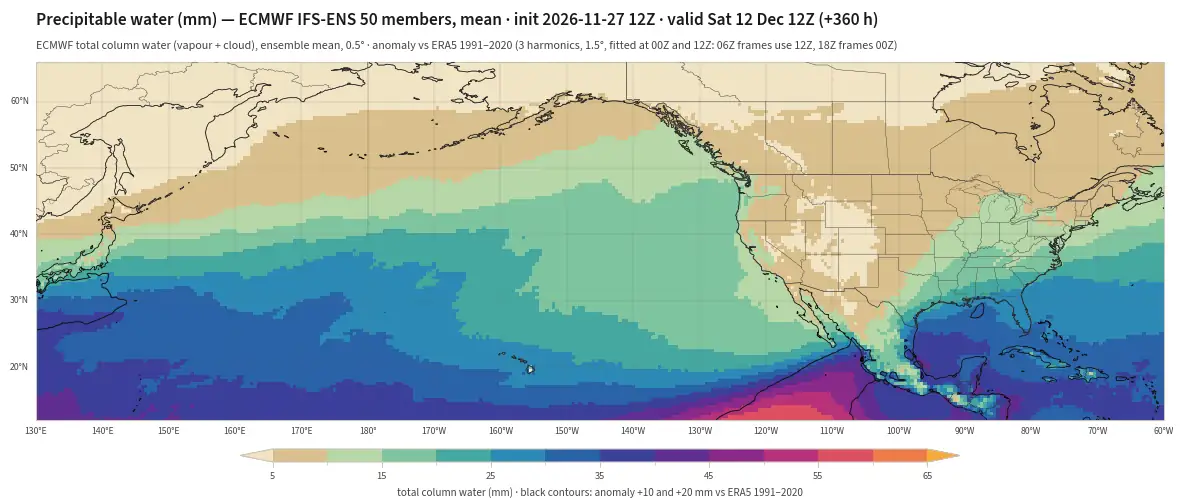 Precipitable water (mm) — ECMWF IFS-ENS 50 members, mean · init 2026-11-27 12Z · valid Sat 12 Dec 12Z (+360 h)
ECMWF total column water (vapour + cloud), ensemble mean, 0.5° · anomaly vs ERA5 1991–2020 (3 harmonics, 1.5°, fitted at 00Z and 12Z: 06Z frames use 12Z, 18Z frames 00Z)
60°N
50°N
40°N
30°N
20°N
130°E 140°E 150°E 160°E 170°E 180° 170°W 160°W 150°W 140°W 130°W 120°W 110°W 100°W 90°W 80°W 70°W 60°W
5 15 25 35 45 55 65
total column water (mm) · black contours: anomaly +10 and +20 mm vs ERA5 1991–2020